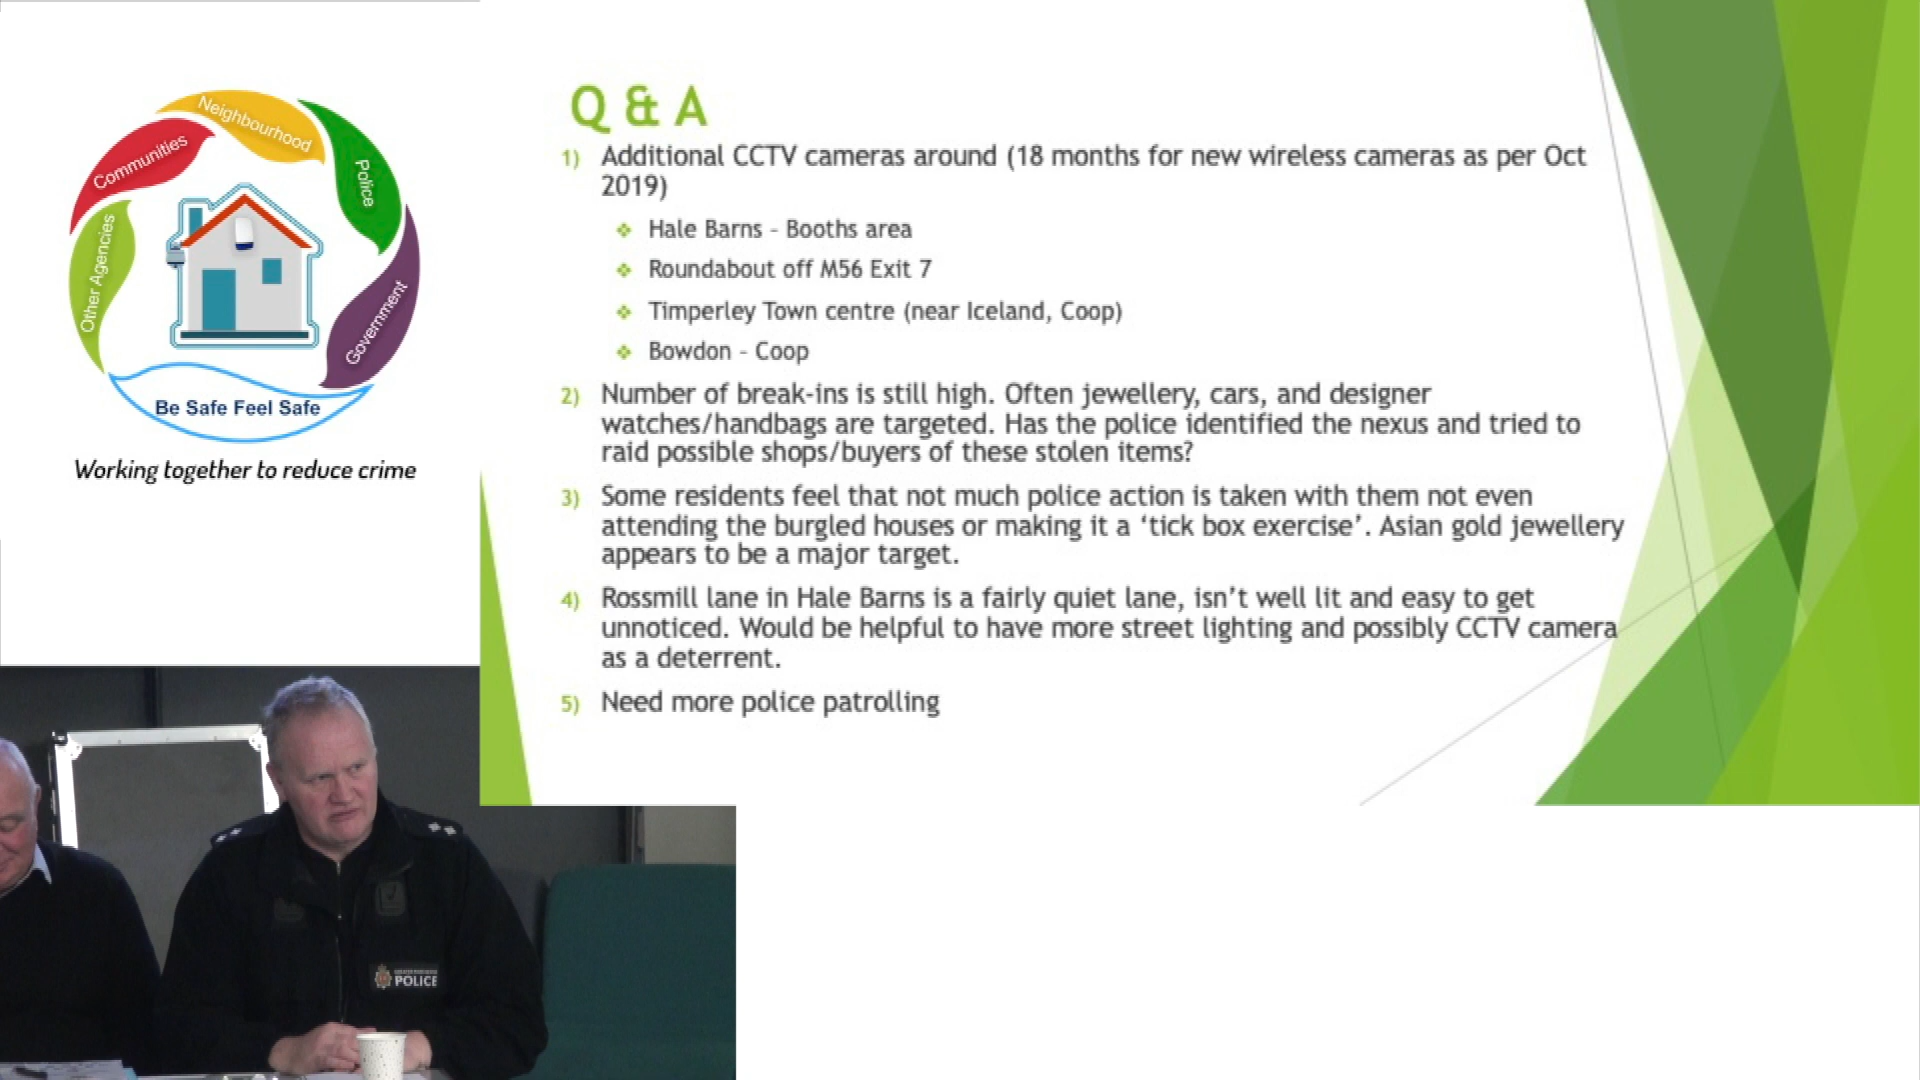 Neighbourhood
Communities
Police
Other Agencies
Government
Be Safe Feel Safe
Working together to reduce crime
Q & A
1) Additional CCTV cameras around (18 months for new wireless cameras as per Oct
2019)
❖ Hale Barns - Booths area
❖ Roundabout off M56 Exit 7
❖ Timperley Town centre (near Iceland, Coop)
❖ Bowdon - Coop
2) Number of break-ins is still high. Often jewellery, cars, and designer
watches/handbags are targeted. Has the police identified the nexus and tried to
raid possible shops/buyers of these stolen items?
3) Some residents feel that not much police action is taken with them not even
attending the burgled houses or making it a ‘tick box exercise’. Asian gold jewellery
appears to be a major target.
4) Rossmill lane in Hale Barns is a fairly quiet lane, isn’t well lit and easy to get
unnoticed. Would be helpful to have more street lighting and possibly CCTV camera
as a deterrent.
5) Need more police patrolling
POLICE